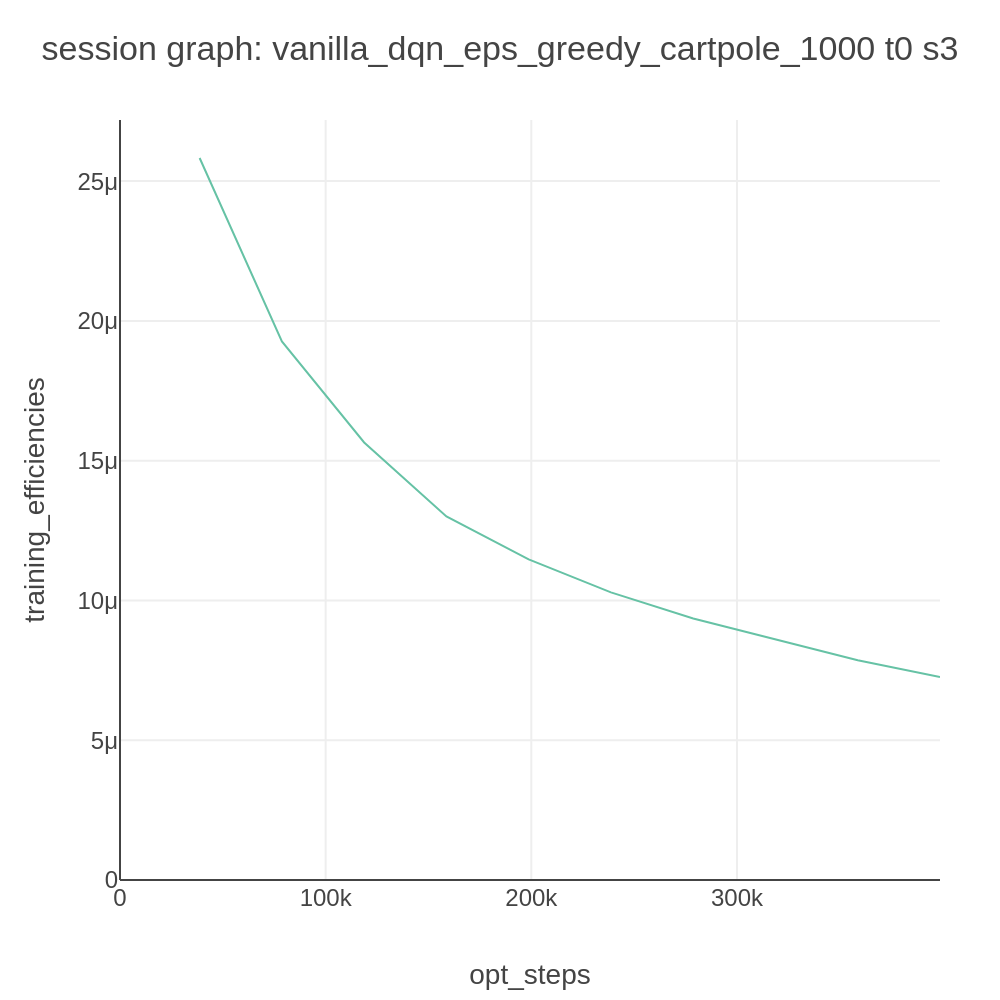 session graph: vanilla_dqn_eps_greedy_cartpole_1000 t0 s3
25μ
20μ
15μ
10μ
5μ
0
training_efficiencies
0
100k
200k
300k
opt_steps